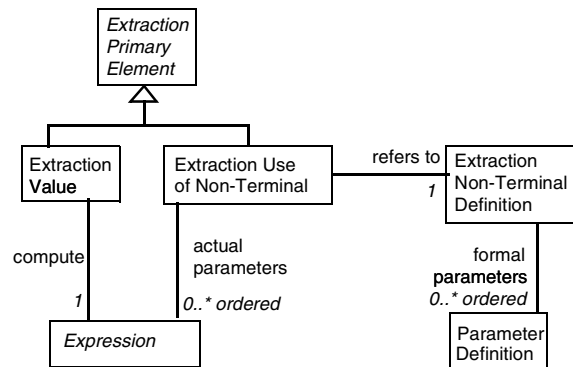 Extraction
Primary
Element
Extraction
Value
Extraction Use
of Non-Terminal
refers to
1
Extraction
Non-Terminal
Definition
compute
1
actual
parameters
0..* ordered
formal
parameters
0..* ordered
Expression
Parameter
Definition